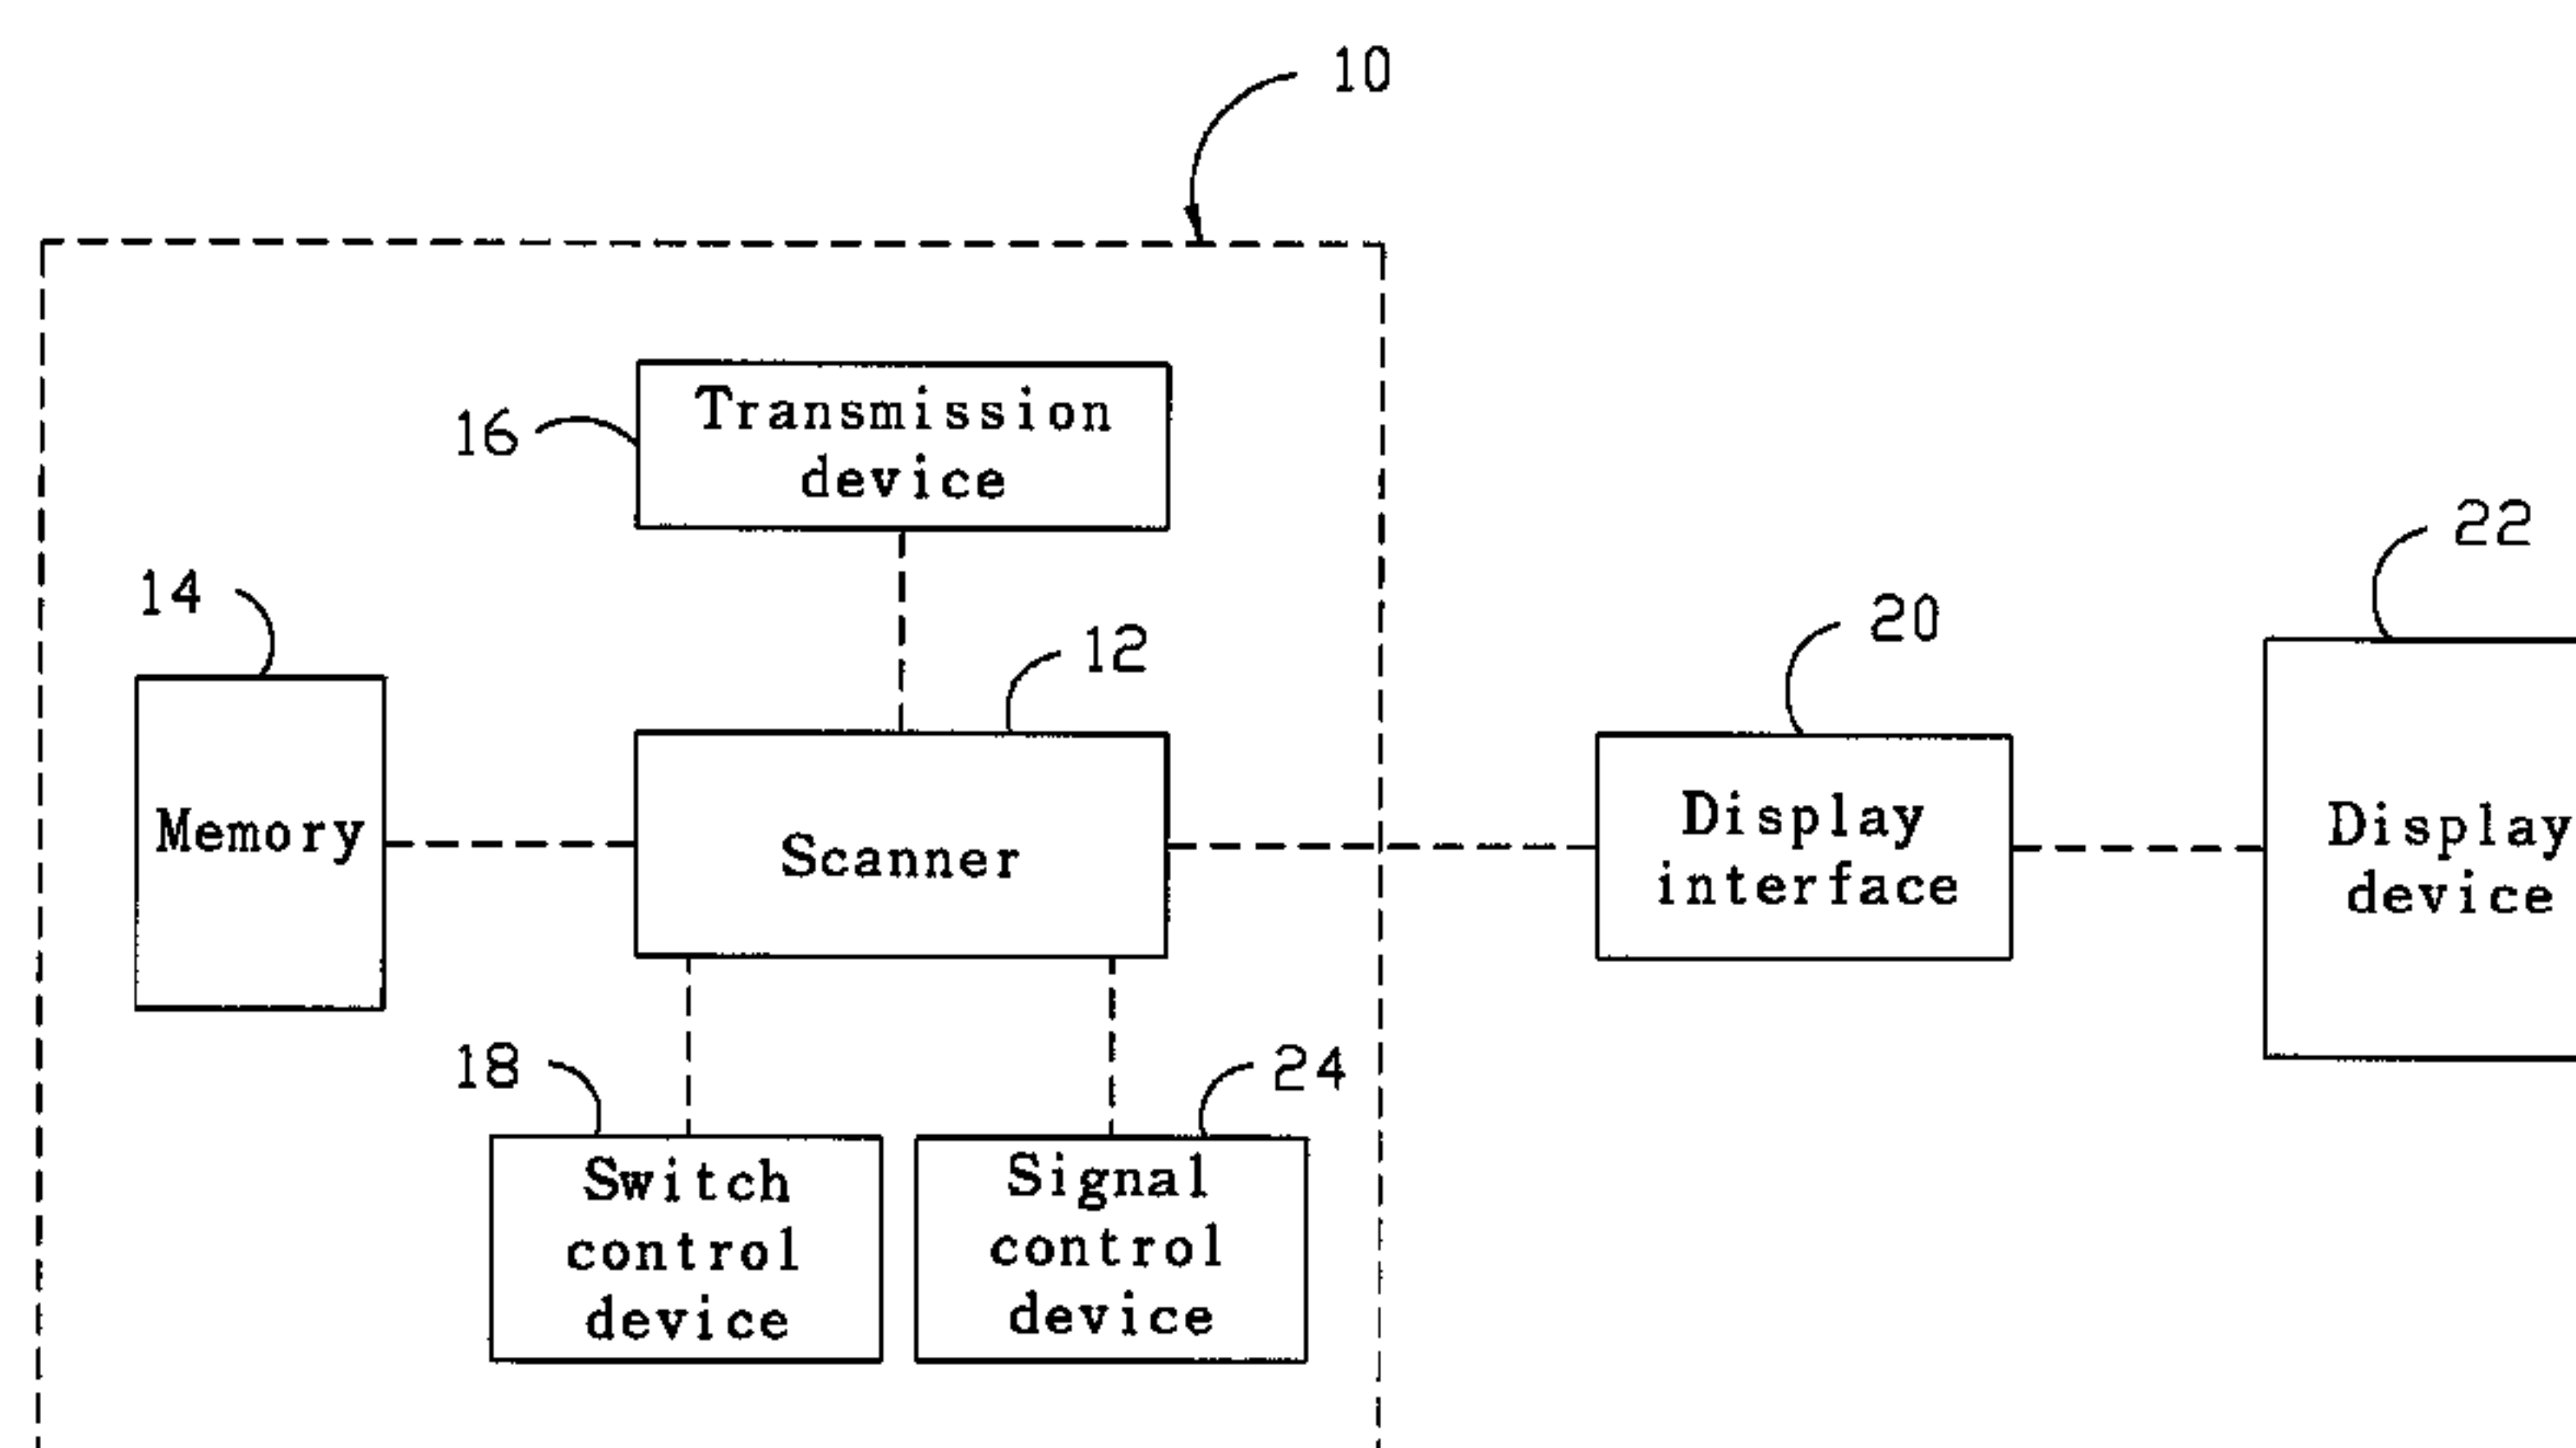 10
16
Transmission
device
22
14
12
20
Memory
Scanner
Display
interface
Display
device
18
24
Switch
control
device
Signal
control
device